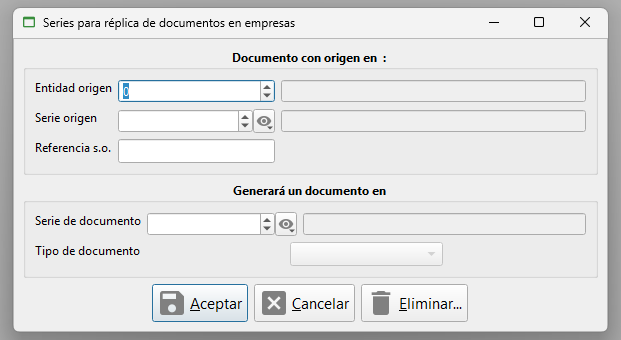 Series para réplica de documentos en empresas
Documento con origen en :
Entidad origen 0
Serie origen
Referencia s.o.
Generará un documento en
Serie de documento
Tipo de documento
Aceptar Cancelar Eliminar...